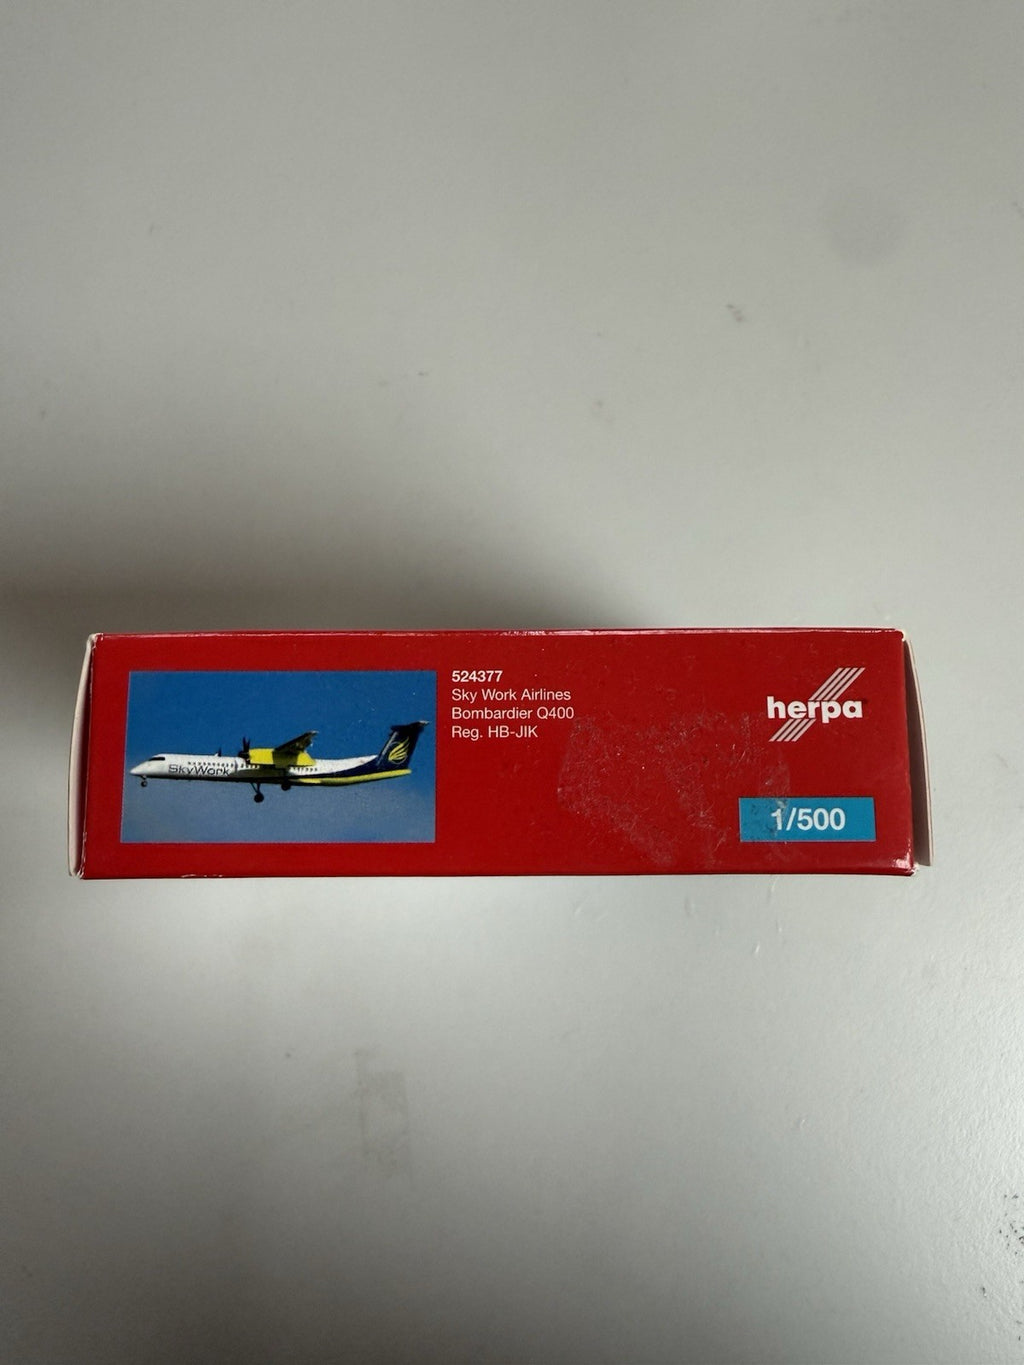 524377
Sky Work Airlines
Bombardier Q400
Reg. HB-JIK
herpa
1/500
SkyWork